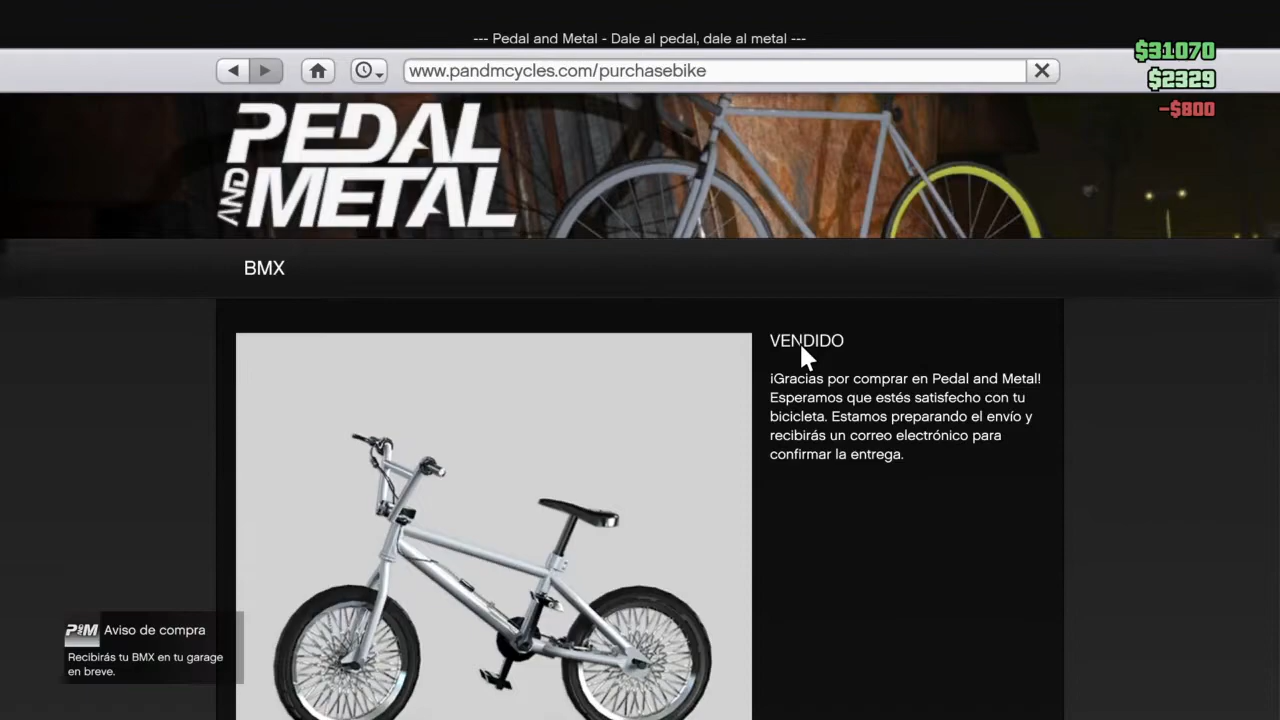 --- Pedal and Metal - Dale al pedal, dale al metal ---
www.pandmcycles.com/purchasebike
$31070
$2329
-$800
PEDAL
AND METAL
BMX
VENDIDO
¡Gracias por comprar en Pedal and Metal!
Esperamos que estés satisfecho con tu
bicicleta. Estamos preparando el envío y
recibirás un correo electrónico para
confirmar la entrega.
P&M Aviso de compra
Recibirás tu BMX en tu garage
en breve.